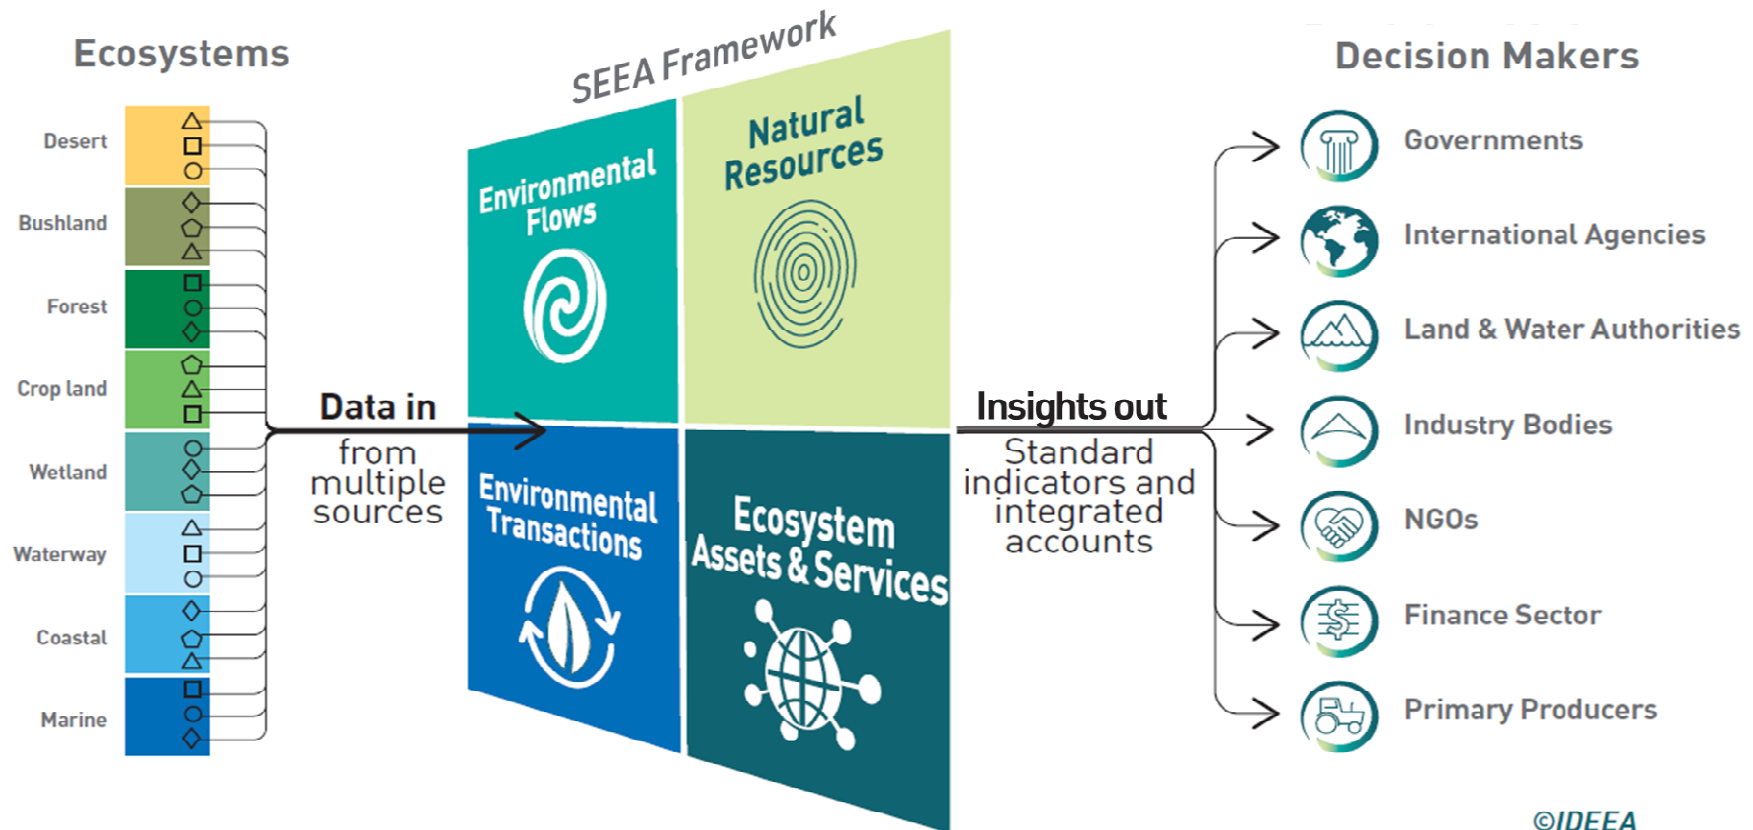 Ecosystems
Desert
Bushland
Forest
Crop land
Wetland
Waterway
Coastal
Marine
Data in
from
multiple
sources
SEEA Framework
Environmental
Flows
Natural
Resources
Environmental
Transactions
Ecosystem
Assets & Services
Insights out
Standard
indicators and
integrated
accounts
Decision Makers
Governments
International Agencies
Land & Water Authorities
Industry Bodies
NGOs
Finance Sector
Primary Producers
©IDEEA